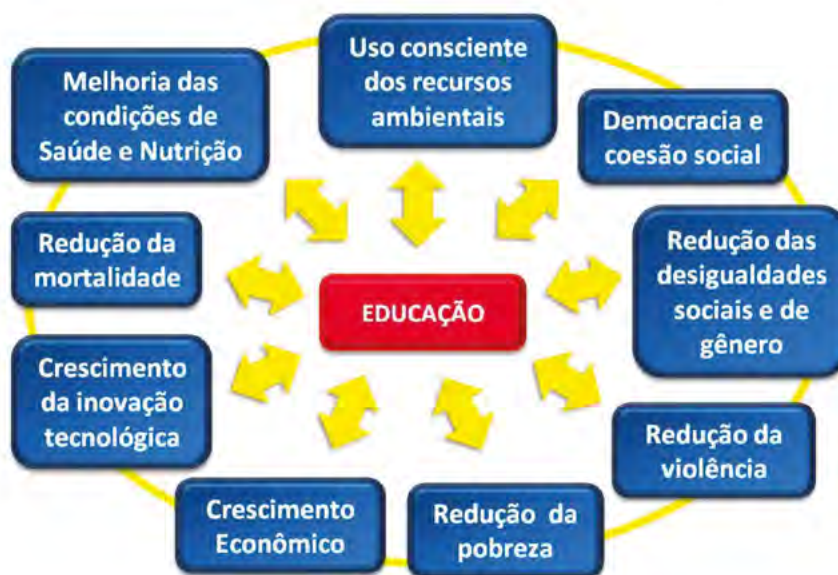 Uso consciente
dos recursos
ambientais
Melhoria das
condições de
Saúde e Nutrição
Democracia e
coesão social
Redução da
mortalidade
Redução das
desigualdades
sociais e de
gênero
EDUCAÇÃO
Crescimento
da inovação
tecnológica
Redução da
violência
Crescimento
Econômico
Redução da
pobreza